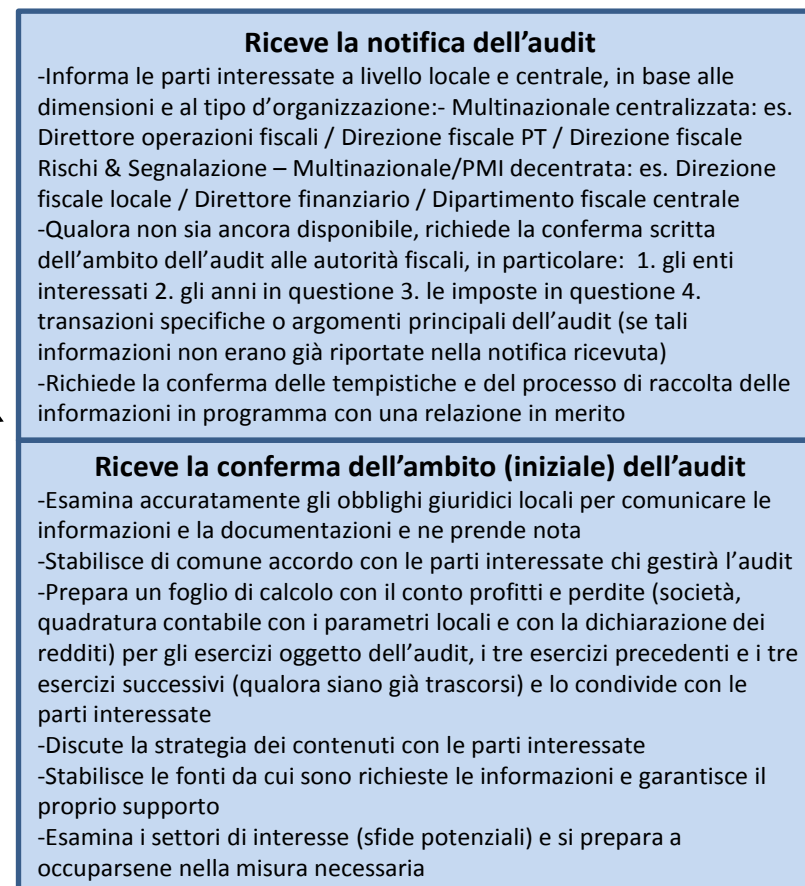 Riceve la notifica dell'audit
-Informa le parti interessate a livello locale e centrale, in base alle
dimensioni e al tipo d'organizzazione:- Multinazionale centralizzata: es.
Direttore operazioni fiscali / Direzione fiscale PT / Direzione fiscale
Rischi & Segnalazione – Multinazionale/PMI decentrata: es. Direzione
fiscale locale / Direttore finanziario / Dipartimento fiscale centrale
-Qualora non sia ancora disponibile, richiede la conferma scritta
dell'ambito dell'audit alle autorità fiscali, in particolare:  1. gli enti
interessati 2. gli anni in questione 3. le imposte in questione 4.
transazioni specifiche o argomenti principali dell'audit (se tali
informazioni non erano già riportate nella notifica ricevuta)
-Richiede la conferma delle tempistiche e del processo di raccolta delle
informazioni in programma con una relazione in merito
Riceve la conferma dell'ambito (iniziale) dell'audit
-Esamina accuratamente gli obblighi giuridici locali per comunicare le
informazioni e la documentazioni e ne prende nota
-Stabilisce di comune accordo con le parti interessate chi gestirà l'audit
-Prepara un foglio di calcolo con il conto profitti e perdite (società,
quadratura contabile con i parametri locali e con la dichiarazione dei
redditi) per gli esercizi oggetto dell'audit, i tre esercizi precedenti e i tre
esercizi successivi (qualora siano già trascorsi) e lo condivide con le
parti interessate
-Discute la strategia dei contenuti con le parti interessate
-Stabilisce le fonti da cui sono richieste le informazioni e garantisce il
proprio supporto
-Esamina i settori di interesse (sfide potenziali) e si prepara a
occuparsene nella misura necessaria